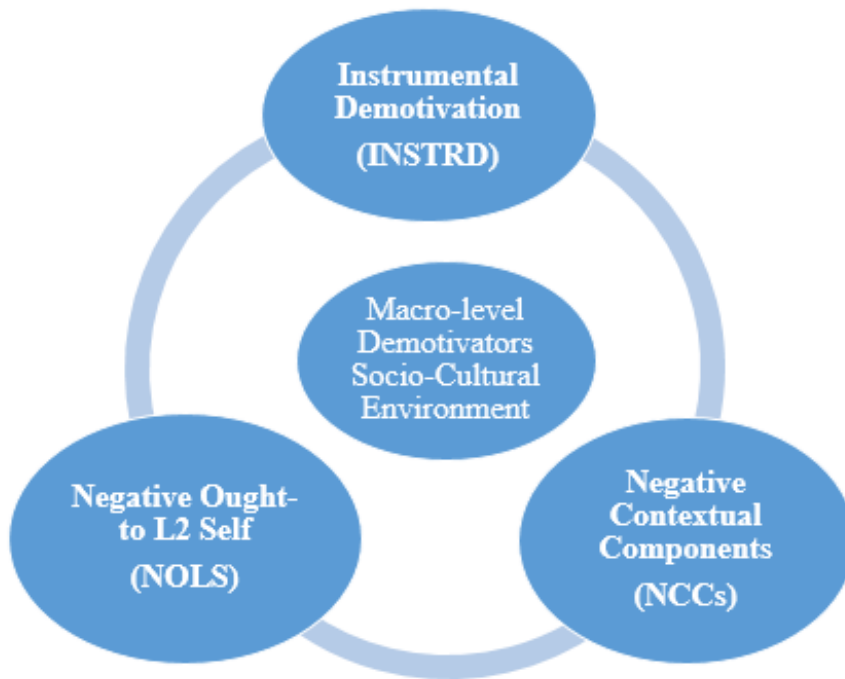 Instrumental
Demotivation
(INSTRD)
Macro-level
Demotivators
Socio-Cultural
Environment
Negative Ought-
to L2 Self
(NOLS)
Negative
Contextual
Components
(NCCs)